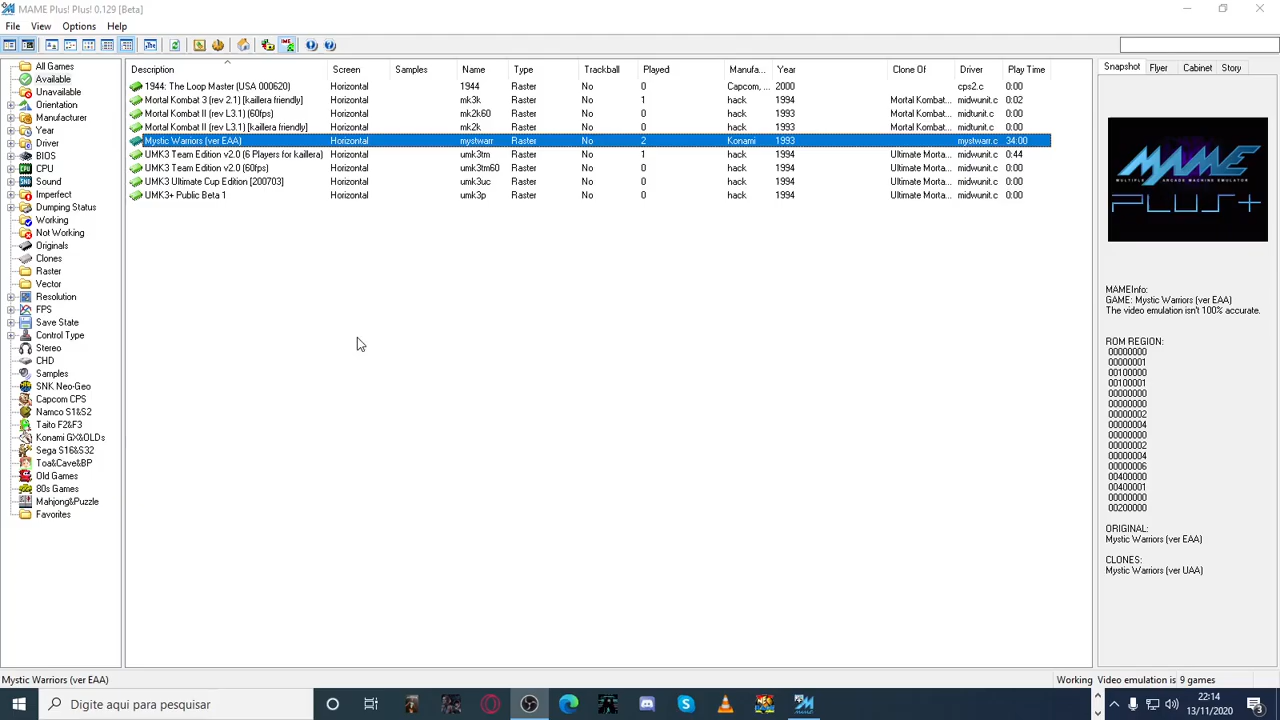 MAME Plus! Plus! 0.129 [Beta]
File View Options Help
Description Screen Samples Name Type Trackball Played Manufa... Year Clone Of Driver Play Time
1944: The Loop Master (USA 000620) Horizontal 1944 Raster No 0 Capcom, ... 2000 cps2.c 0:00
Mortal Kombat 3 (rev 2.1) [kaillera friendly] Horizontal mk3k Raster No 1 hack 1994 Mortal Kombat... midwunit.c 0:02
Mortal Kombat II (rev L3.1) (60fps) Horizontal mk2k60 Raster No 0 hack 1993 Mortal Kombat... midtunit.c 0:00
Mortal Kombat II (rev L3.1) [kaillera friendly] Horizontal mk2k Raster No 0 hack 1993 Mortal Kombat... midtunit.c 0:00
Mystic Warriors (ver EAA) Horizontal mystwarr Raster No 2 Konami 1993 mystwarr.c 34:00
UMK3 Team Edition v2.0 (6 Players for kaillera) Horizontal umk3tm Raster No 1 hack 1994 Ultimate Morta... midwunit.c 0:44
UMK3 Team Edition v2.0 (60fps) Horizontal umk3tm60 Raster No 0 hack 1994 Ultimate Morta... midwunit.c 0:00
UMK3 Ultimate Cup Edition [200703] Horizontal umk3uc Raster No 0 hack 1994 Ultimate Morta... midwunit.c 0:00
UMK3+ Public Beta 1 Horizontal umk3p Raster No 0 hack 1994 Ultimate Morta... midwunit.c 0:00
All Games
Available
Unavailable
Orientation
Manufacturer
Year
Driver
BIOS
CPU
Sound
Imperfect
Dumping Status
Working
Not Working
Originals
Clones
Raster
Vector
Resolution
FPS
Save State
Control Type
Stereo
CHD
Samples
SNK Neo-Geo
Capcom CPS
Namco S1&S2
Taito F2&F3
Konami GX&OLDs
Sega S16&S32
Toa&Cave&BP
Old Games
80s Games
Mahjong&Puzzle
Favorites
Snapshot Flyer Cabinet Story
MAME
MULTIPLE ARCADE MACHINE EMULATOR
PLUS+
MAMEInfo:
GAME: Mystic Warriors (ver EAA)
The video emulation isn't 100% accurate.
ROM REGION:
00000000
00000001
00100000
00100001
00000000
00000000
00000002
00000004
00000000
00000002
00000004
00000006
00400000
00400001
00000000
00200000
ORIGINAL:
Mystic Warriors (ver EAA)
CLONES:
Mystic Warriors (ver UAA)
Mystic Warriors (ver EAA)
Working Video emulation is 9 games
Digite aqui para pesquisar
22:14
13/11/2020
3